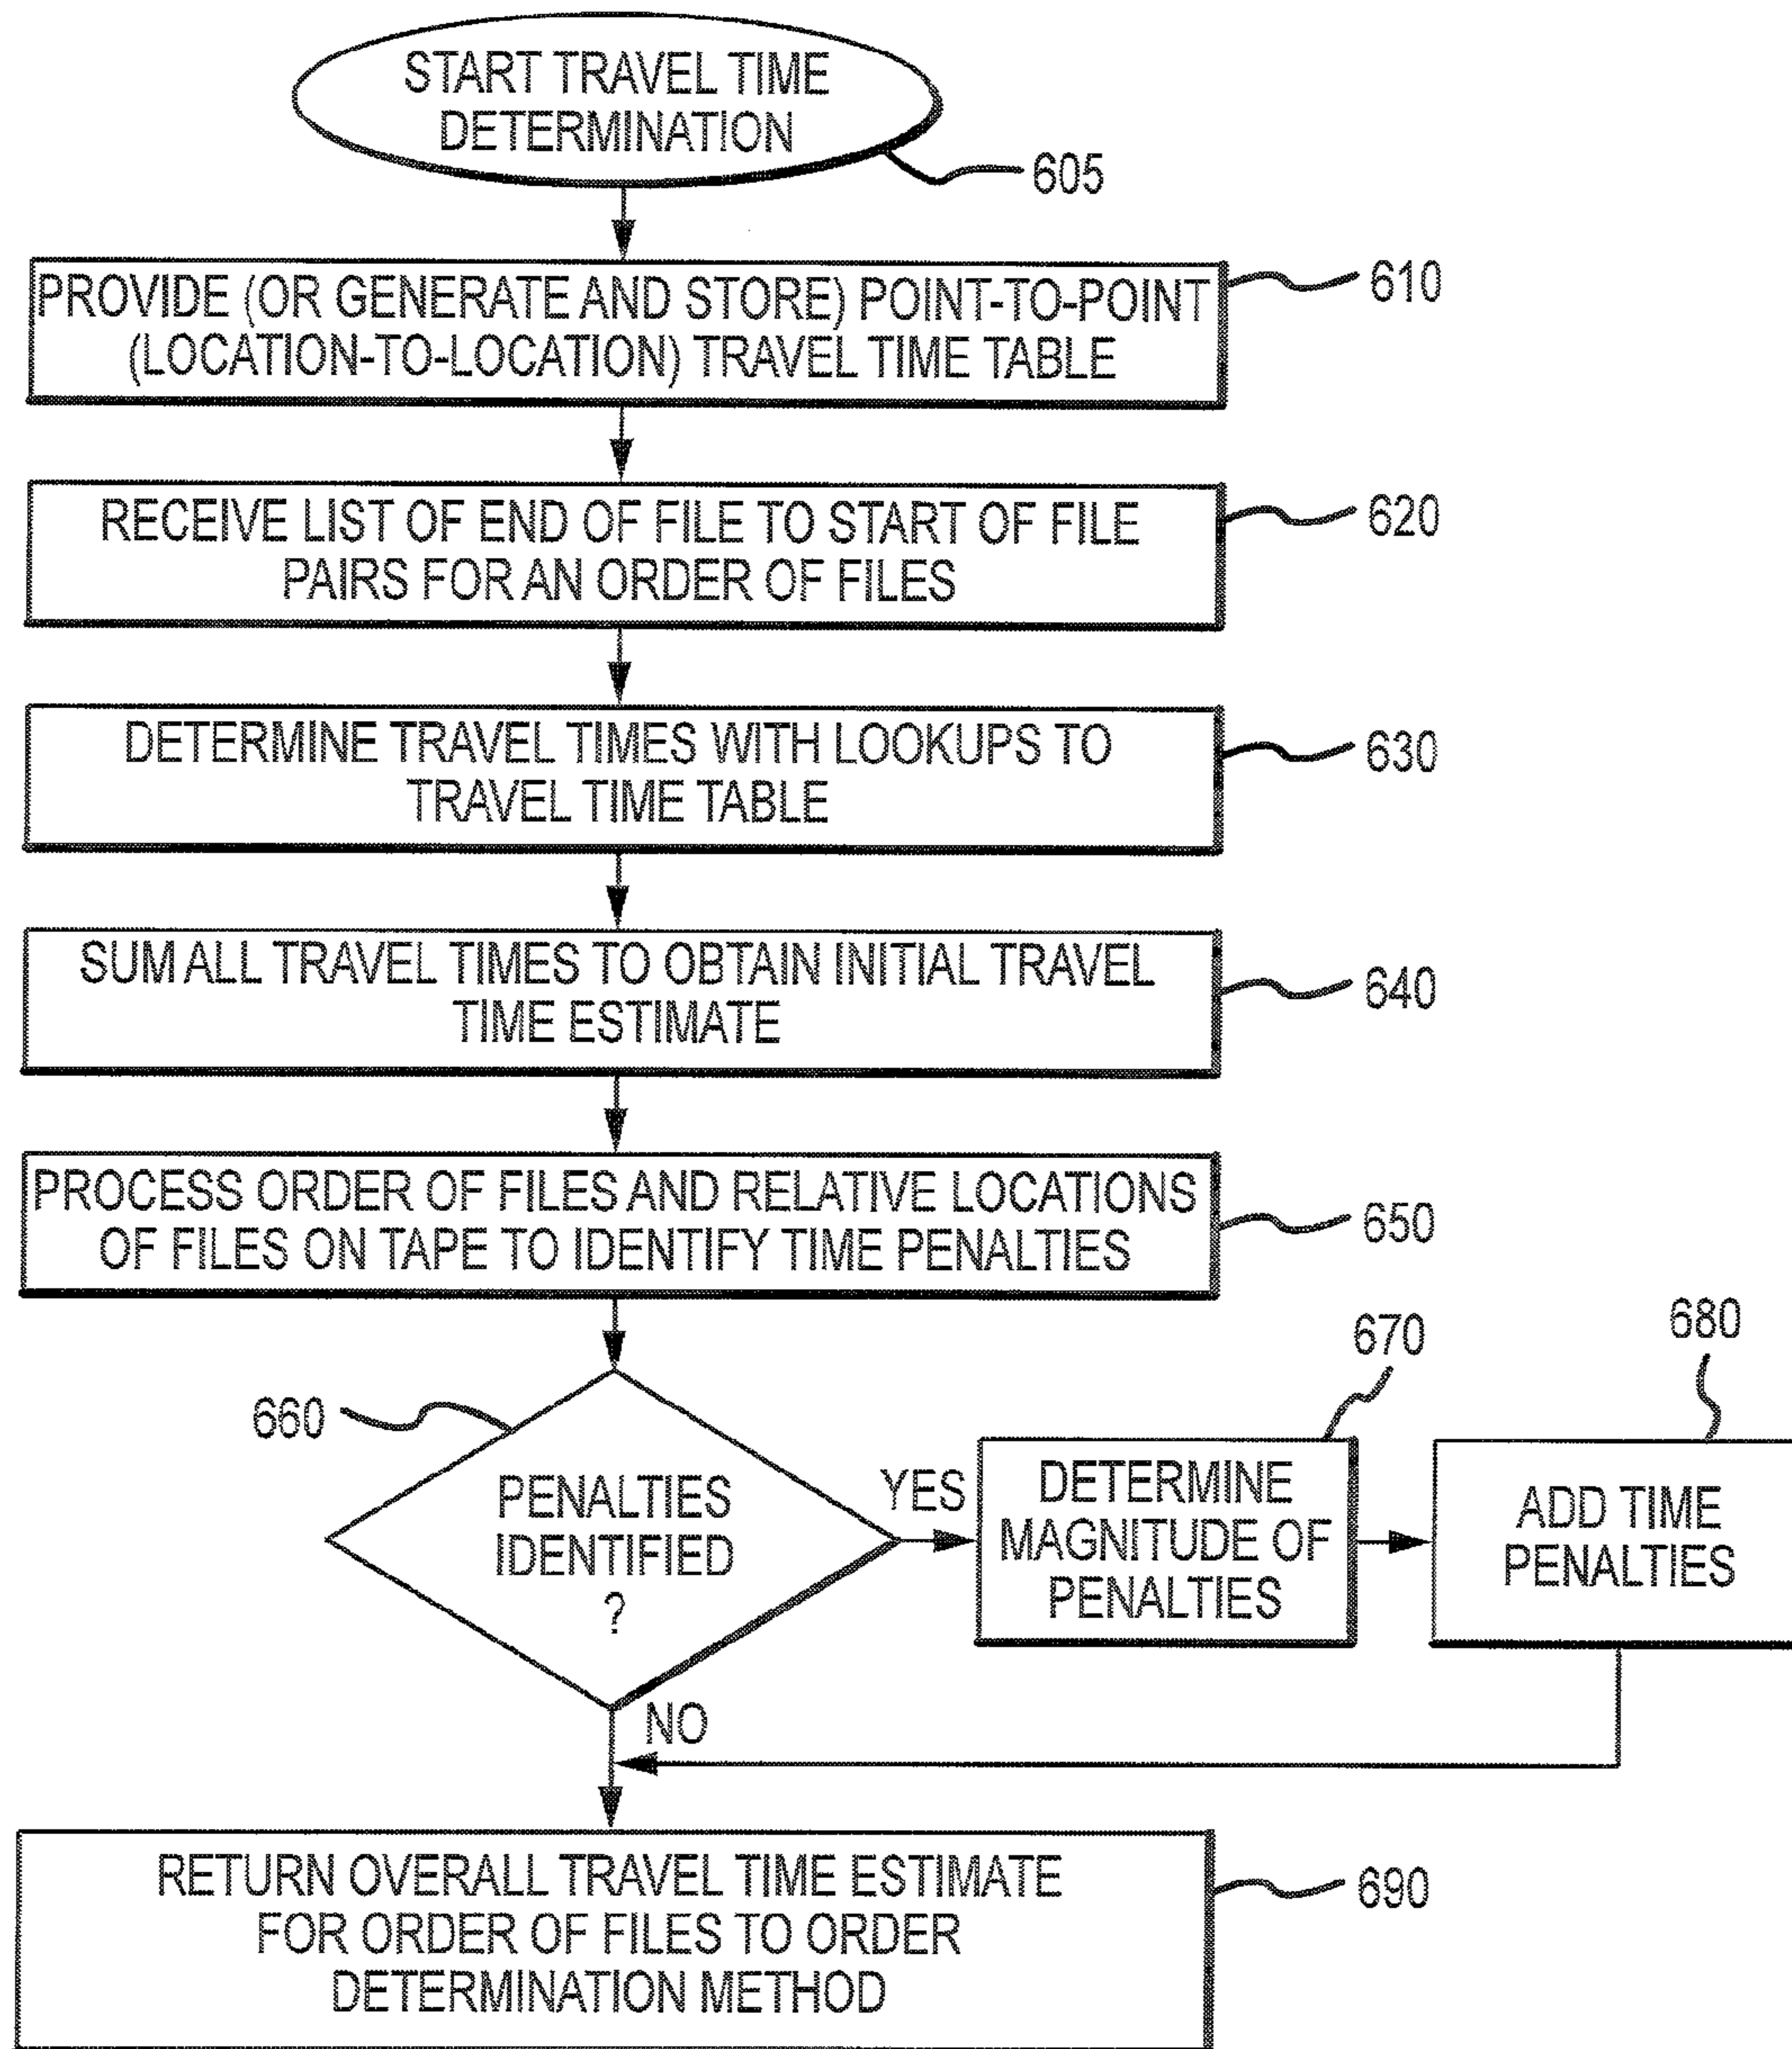 START TRAVEL TIME
DETERMINATION
605
PROVIDE (OR GENERATE AND STORE) POINT-TO-POINT
(LOCATION-TO-LOCATION) TRAVEL TIME TABLE
610
RECEIVE LIST OF END OF FILE TO START OF FILE
PAIRS FOR AN ORDER OF FILES
620
DETERMINE TRAVEL TIMES WITH LOOKUPS TO
TRAVEL TIME TABLE
630
SUM ALL TRAVEL TIMES TO OBTAIN INITIAL TRAVEL
TIME ESTIMATE
640
PROCESS ORDER OF FILES AND RELATIVE LOCATIONS
OF FILES ON TAPE TO IDENTIFY TIME PENALTIES
650
660
PENALTIES
IDENTIFIED
?
YES
670
DETERMINE
MAGNITUDE OF
PENALTIES
680
ADD TIME
PENALTIES
NO
RETURN OVERALL TRAVEL TIME ESTIMATE
FOR ORDER OF FILES TO ORDER
DETERMINATION METHOD
690